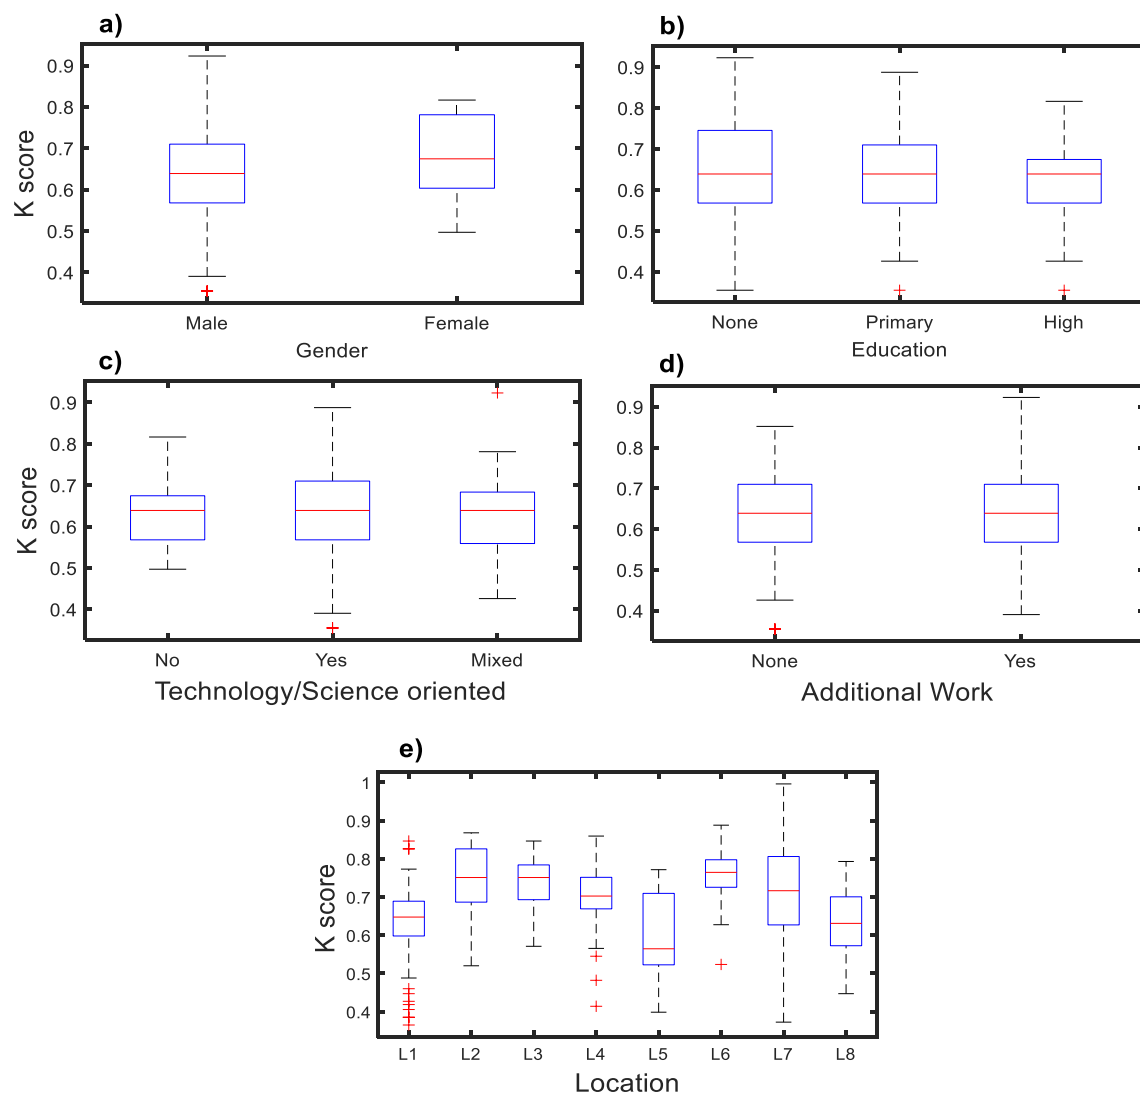 a)
0.9
0.8
0.7
0.6
0.5
0.4
K score
Male Female
Gender
b)
0.9
0.8
0.7
0.6
0.5
0.4
None Primary High
Education
c)
0.9
0.8
0.7
0.6
0.5
0.4
K score
No Yes Mixed
Technology/Science oriented
d)
0.9
0.8
0.7
0.6
0.5
0.4
None Yes
Additional Work
e)
1
0.9
0.8
0.7
0.6
0.5
0.4
K score
L1 L2 L3 L4 L5 L6 L7 L8
Location